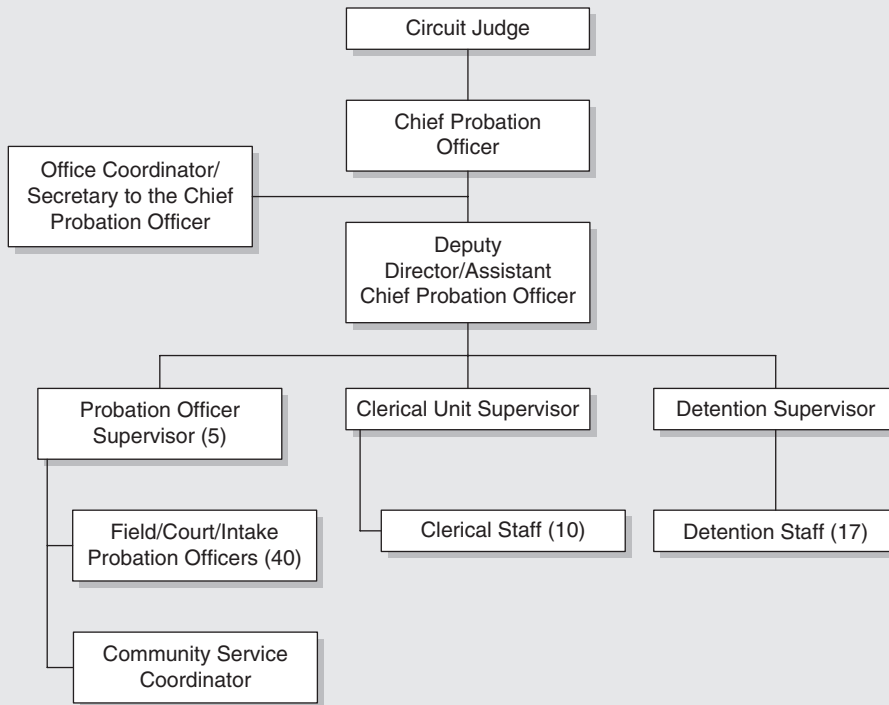 Circuit Judge
Chief Probation
Officer
Office Coordinator/
Secretary to the Chief
Probation Officer
Deputy
Director/Assistant
Chief Probation Officer
Probation Officer
Supervisor (5)
Clerical Unit Supervisor
Detention Supervisor
Field/Court/Intake
Probation Officers (40)
Clerical Staff (10)
Detention Staff (17)
Community Service
Coordinator